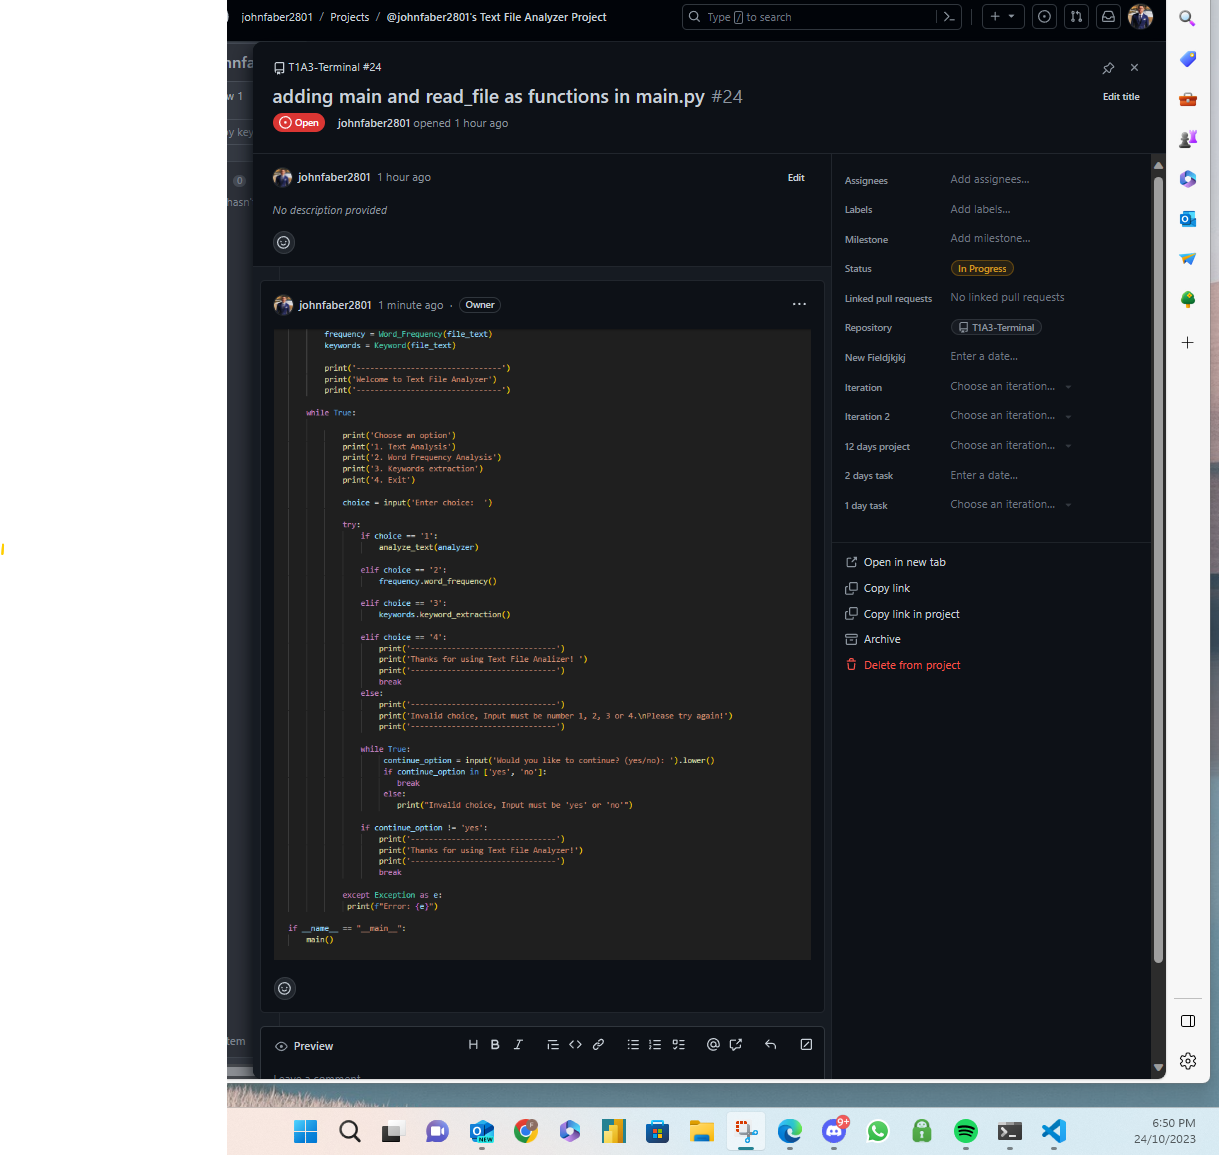 johnfaber2801 / Projects / @johnfaber2801's Text File Analyzer Project
Type / to search
T1A3-Terminal #24
adding main and read_file as functions in main.py #24
Edit title
Open
johnfaber2801 opened 1 hour ago
w 1
0
johnfaber2801 1 hour ago
Edit
No description provided
johnfaber2801 1 minute ago · Owner
frequency = Word_Frequency(file_text)
keywords = Keyword(file_text)
print('--------------------------------')
print('Welcome to Text File Analyzer')
print('--------------------------------')
while True:
print('Choose an option')
print('1. Text Analysis')
print('2. Word Frequency Analysis')
print('3. Keywords extraction')
print('4. Exit')
choice = input('Enter choice:  ')
try:
if choice == '1':
analyze_text(analyzer)
elif choice == '2':
frequency.word_frequency()
elif choice == '3':
keywords.keyword_extraction()
elif choice == '4':
print('--------------------------------')
print('Thanks for using Text File Analizer! ')
print('--------------------------------')
break
else:
print('--------------------------------')
print('Invalid choice, Input must be number 1, 2, 3 or 4.\nPlease try again!')
print('--------------------------------')
while True:
continue_option = input('Would you like to continue? (yes/no): ').lower()
if continue_option in ['yes', 'no']:
break
else:
print("Invalid choice, Input must be 'yes' or 'no'")
if continue_option != 'yes':
print('--------------------------------')
print('Thanks for using Text File Analyzer!')
print('--------------------------------')
break
except Exception as e:
print(f"Error: {e}")
if __name__ == "__main__":
main()
Preview
H B I
Leave a comment
Assignees Add assignees...
Labels Add labels...
Milestone Add milestone...
Status In Progress
Linked pull requests No linked pull requests
Repository T1A3-Terminal
New Fieldjkjkj Enter a date...
Iteration Choose an iteration...
Iteration 2 Choose an iteration...
12 days project Choose an iteration...
2 days task Enter a date...
1 day task Choose an iteration...
Open in new tab
Copy link
Copy link in project
Archive
Delete from project
tem
NEW
9+
6:50 PM
24/10/2023